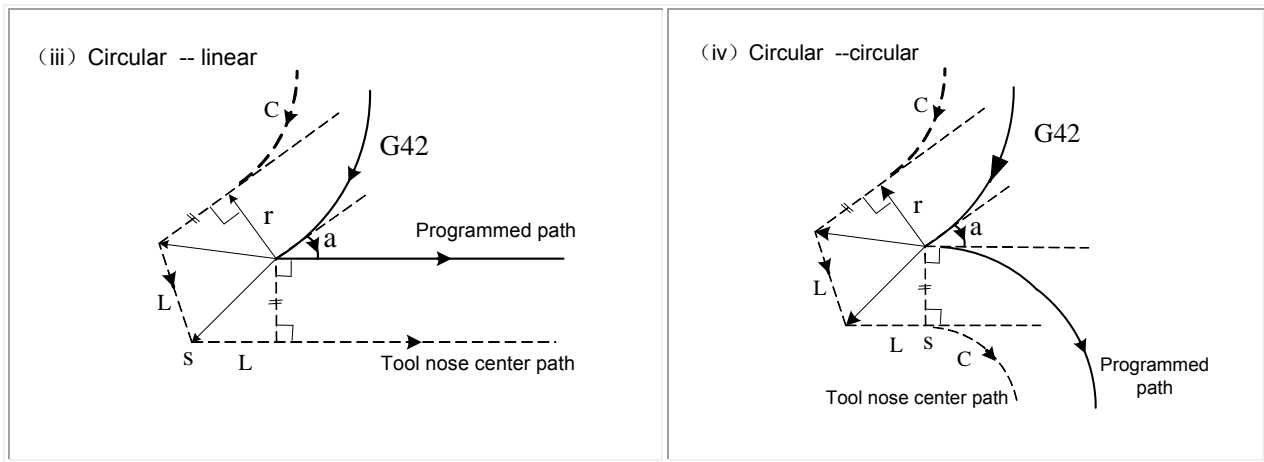 （iii）Circular -- linear
C
G42
r
a
Programmed path
L
s
L
Tool nose center path
（iv）Circular --circular
C
G42
r
a
L
L
s
C
Programmed
path
Tool nose center path